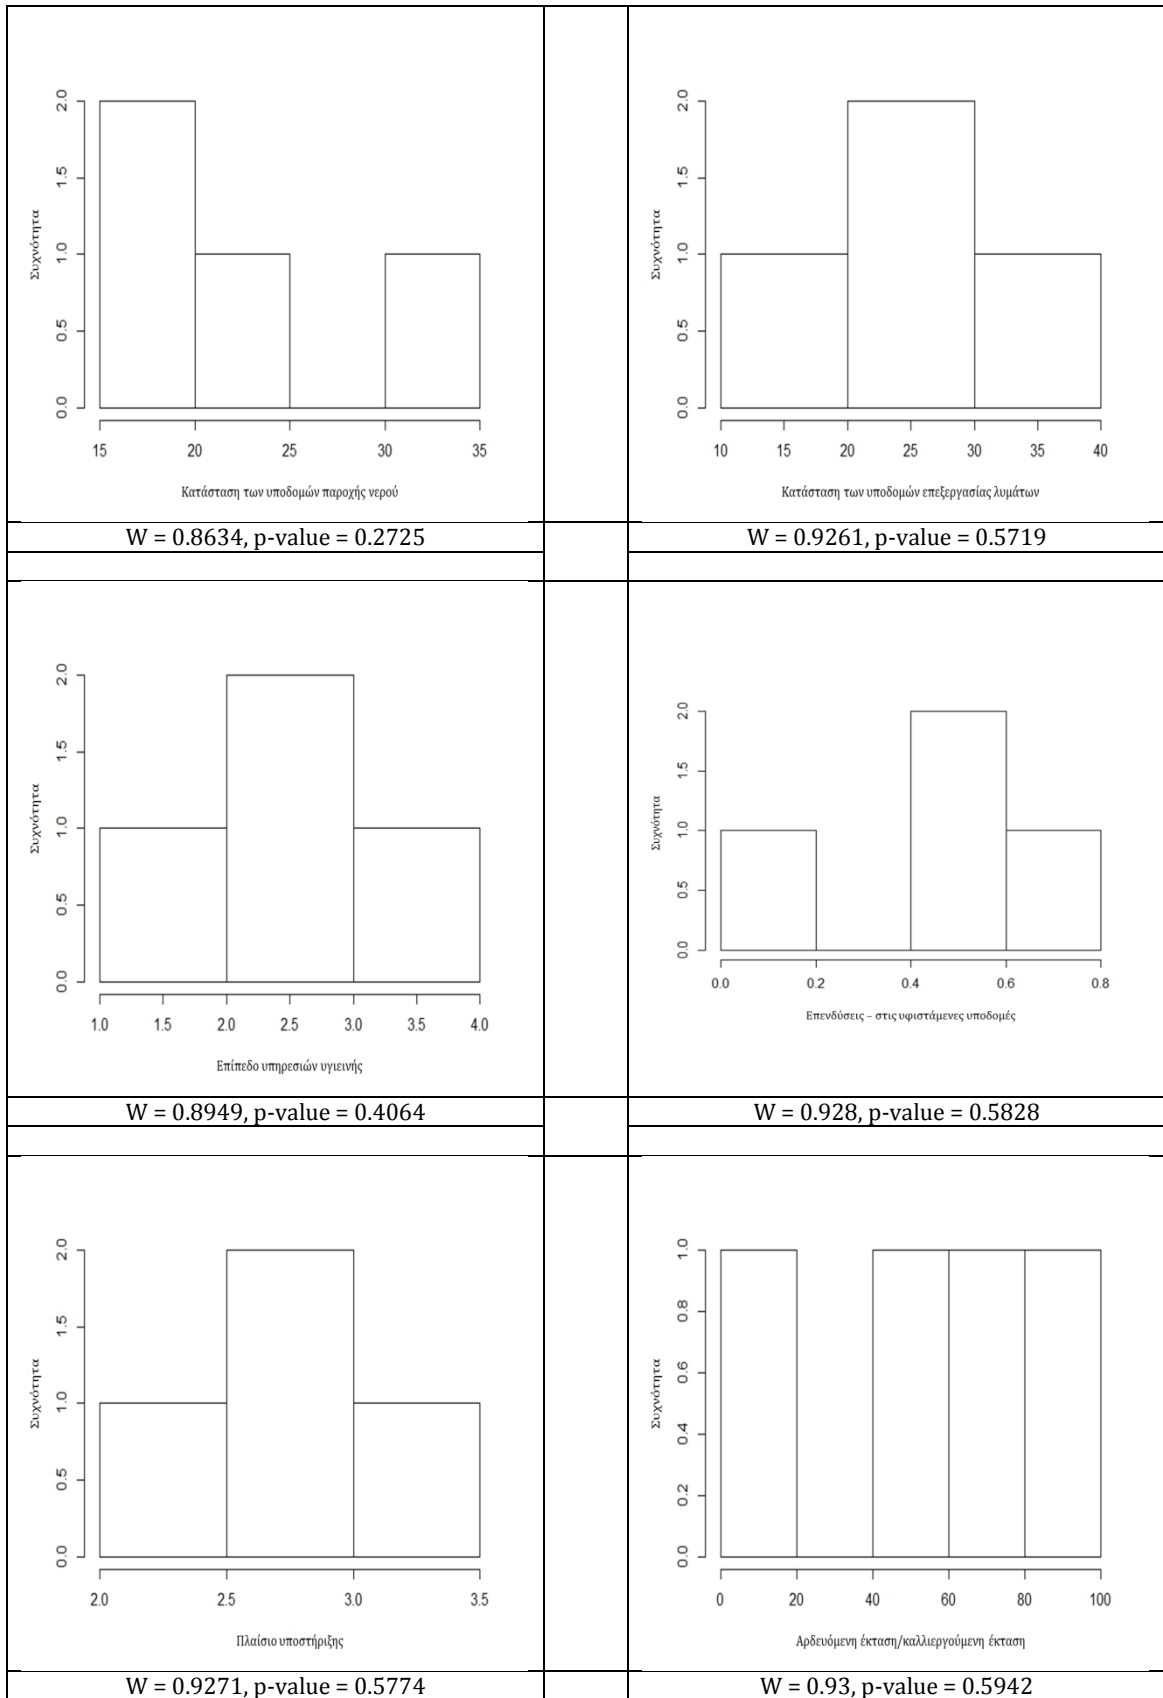 Συχνότητα
0.0 0.5 1.0 1.5 2.0
15 20 25 30 35
Κατάσταση των υποδομών παροχής νερού
W = 0.8634, p-value = 0.2725
Συχνότητα
0.0 0.5 1.0 1.5 2.0
10 15 20 25 30 35 40
Κατάσταση των υποδομών επεξεργασίας λυμάτων
W = 0.9261, p-value = 0.5719
Συχνότητα
0.0 0.5 1.0 1.5 2.0
1.0 1.5 2.0 2.5 3.0 3.5 4.0
Επίπεδο υπηρεσιών υγιεινής
W = 0.8949, p-value = 0.4064
Συχνότητα
0.0 0.5 1.0 1.5 2.0
0.0 0.2 0.4 0.6 0.8
Επενδύσεις – στις υφιστάμενες υποδομές
W = 0.928, p-value = 0.5828
Συχνότητα
0.0 0.5 1.0 1.5 2.0
2.0 2.5 3.0 3.5
Πλαίσιο υποστήριξης
W = 0.9271, p-value = 0.5774
Συχνότητα
0.0 0.2 0.4 0.6 0.8 1.0
0 20 40 60 80 100
Αρδευόμενη έκταση/καλλιεργούμενη έκταση
W = 0.93, p-value = 0.5942